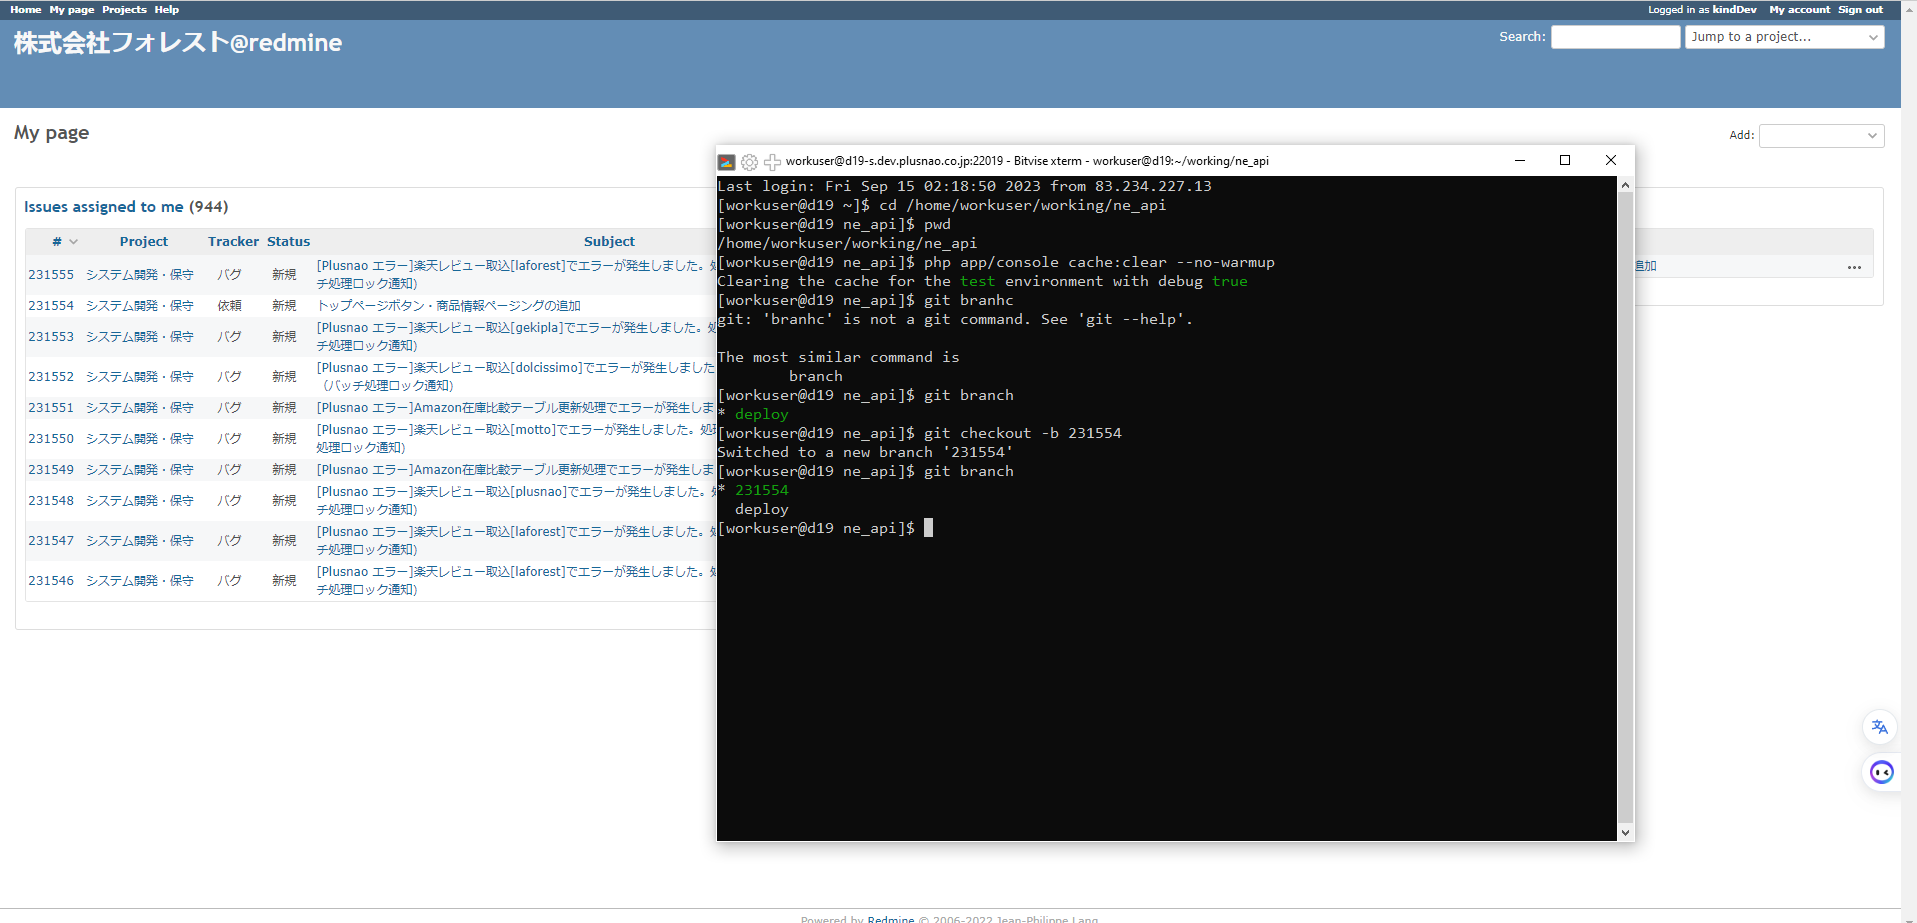 Home My page Projects Help
Logged in as kindDev My account Sign out
株式会社フォレスト@redmine
Search:
Jump to a project...
My page
Add:
Issues assigned to me (944)
# Project Tracker Status Subject
231555 システム開発・保守 バグ 新規 [Plusnao エラー]楽天レビュー取込[laforest]でエラーが発生しました。処
チ処理ロック通知)
231554 システム開発・保守 依頼 新規 トップページボタン・商品情報ページングの追加
231553 システム開発・保守 バグ 新規 [Plusnao エラー]楽天レビュー取込[gekipla]でエラーが発生しました。処
チ処理ロック通知)
231552 システム開発・保守 バグ 新規 [Plusnao エラー]楽天レビュー取込[dolcissimo]でエラーが発生しました
（バッチ処理ロック通知)
231551 システム開発・保守 バグ 新規 [Plusnao エラー]Amazon在庫比較テーブル更新処理でエラーが発生しま
231550 システム開発・保守 バグ 新規 [Plusnao エラー]楽天レビュー取込[motto]でエラーが発生しました。処理
処理ロック通知)
231549 システム開発・保守 バグ 新規 [Plusnao エラー]Amazon在庫比較テーブル更新処理でエラーが発生しま
231548 システム開発・保守 バグ 新規 [Plusnao エラー]楽天レビュー取込[plusnao]でエラーが発生しました。処
チ処理ロック通知)
231547 システム開発・保守 バグ 新規 [Plusnao エラー]楽天レビュー取込[laforest]でエラーが発生しました。処
チ処理ロック通知)
231546 システム開発・保守 バグ 新規 [Plusnao エラー]楽天レビュー取込[laforest]でエラーが発生しました。処
チ処理ロック通知)
追加 ...
workuser@d19-s.dev.plusnao.co.jp:22019 - Bitvise xterm - workuser@d19:~/working/ne_api
Last login: Fri Sep 15 02:18:50 2023 from 83.234.227.13
[workuser@d19 ~]$ cd /home/workuser/working/ne_api
[workuser@d19 ne_api]$ pwd
/home/workuser/working/ne_api
[workuser@d19 ne_api]$ php app/console cache:clear --no-warmup
Clearing the cache for the test environment with debug true
[workuser@d19 ne_api]$ git branhc
git: 'branhc' is not a git command. See 'git --help'.
The most similar command is
branch
[workuser@d19 ne_api]$ git branch
* deploy
[workuser@d19 ne_api]$ git checkout -b 231554
Switched to a new branch '231554'
[workuser@d19 ne_api]$ git branch
* 231554
deploy
[workuser@d19 ne_api]$
Powered by Redmine © 2006-2022 Jean-Philippe Lang